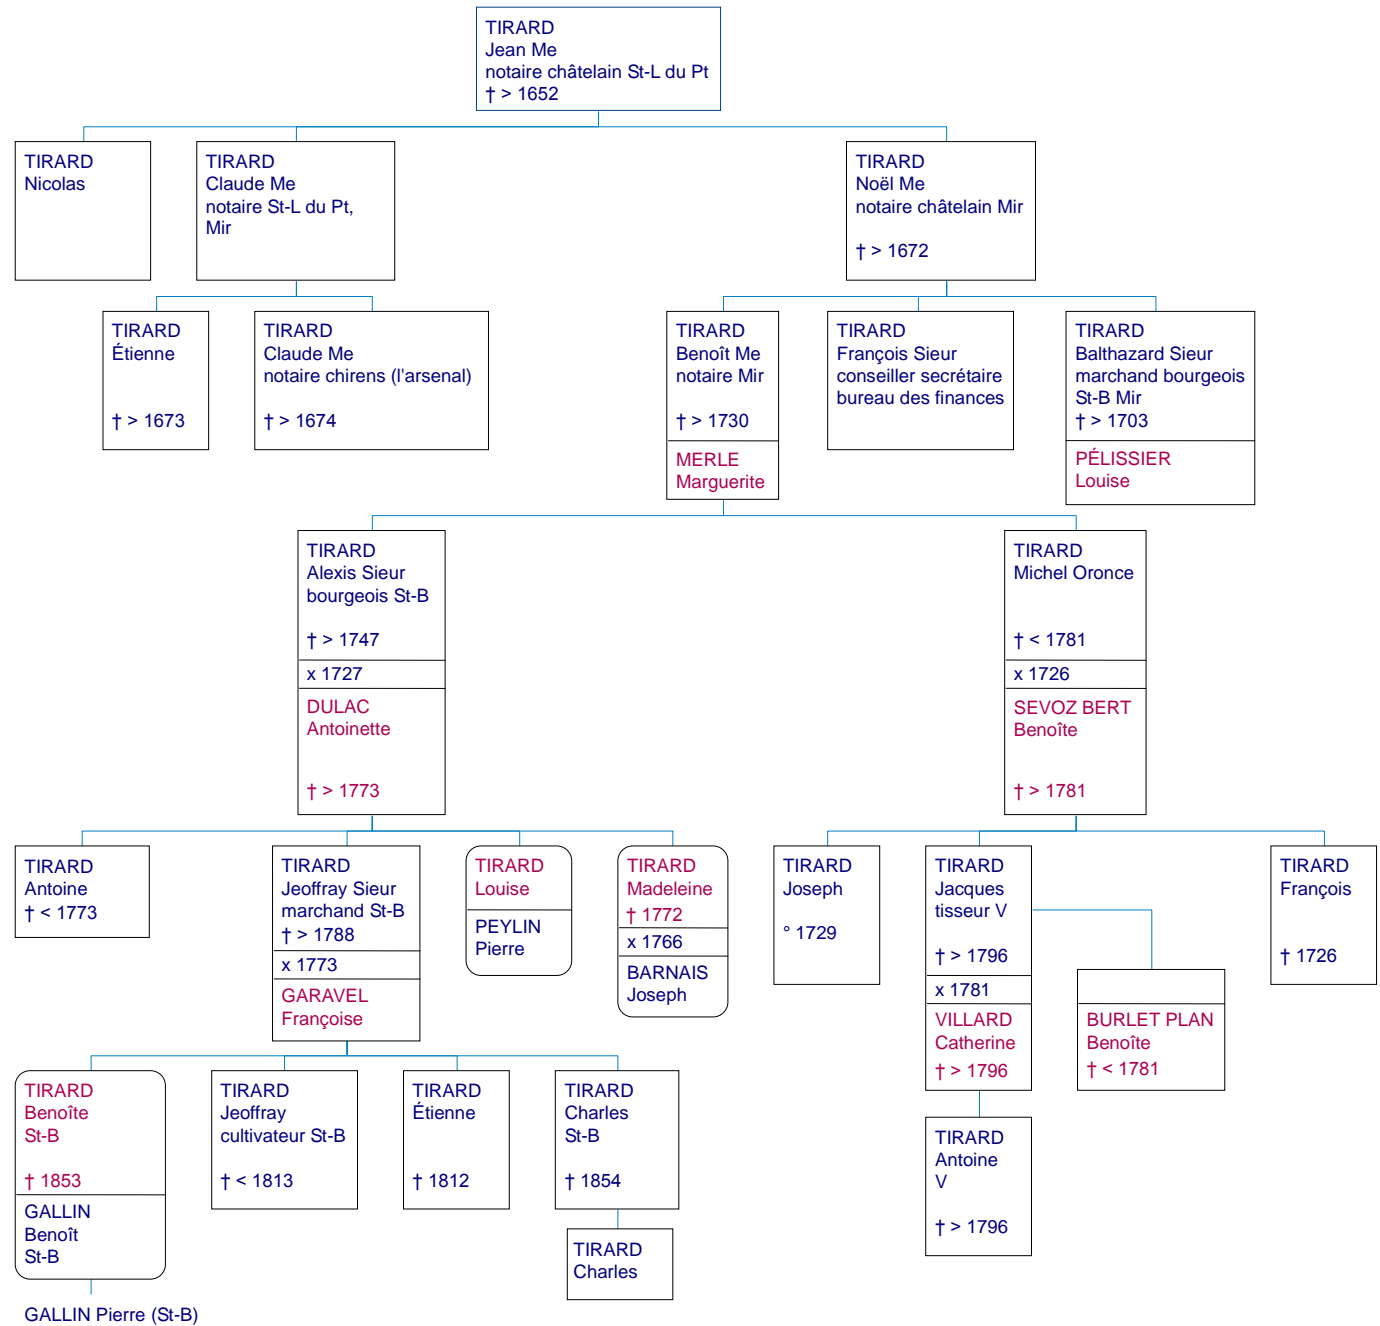 TIRARD
Jean Me
notaire châtelain St-L du Pt
† > 1652
TIRARD
Nicolas
TIRARD
Claude Me
notaire St-L du Pt,
Mir
TIRARD
Noël Me
notaire châtelain Mir
† > 1672
TIRARD
Étienne
† > 1673
TIRARD
Claude Me
notaire chirens (l'arsenal)
† > 1674
TIRARD
Benoît Me
notaire Mir
† > 1730
MERLE
Marguerite
TIRARD
François Sieur
conseiller secrétaire
bureau des finances
TIRARD
Balthazard Sieur
marchand bourgeois
St-B Mir
† > 1703
PÉLISSIER
Louise
TIRARD
Alexis Sieur
bourgeois St-B
† > 1747
x 1727
DULAC
Antoinette
† > 1773
TIRARD
Michel Oronce
† < 1781
x 1726
SEVOZ BERT
Benoîte
† > 1781
TIRARD
Antoine
† < 1773
TIRARD
Jeoffray Sieur
marchand St-B
† > 1788
x 1773
GARAVEL
Françoise
TIRARD
Louise
PEYLIN
Pierre
TIRARD
Madeleine
† 1772
x 1766
BARNAIS
Joseph
TIRARD
Joseph
° 1729
TIRARD
Jacques
tisseur V
† > 1796
x 1781
VILLARD
Catherine
† > 1796
BURLET PLAN
Benoîte
† < 1781
TIRARD
François
† 1726
TIRARD
Benoîte
St-B
† 1853
GALLIN
Benoît
St-B
TIRARD
Jeoffray
cultivateur St-B
† < 1813
TIRARD
Étienne
† 1812
TIRARD
Charles
St-B
† 1854
TIRARD
Charles
TIRARD
Antoine
V
† > 1796
GALLIN Pierre (St-B)